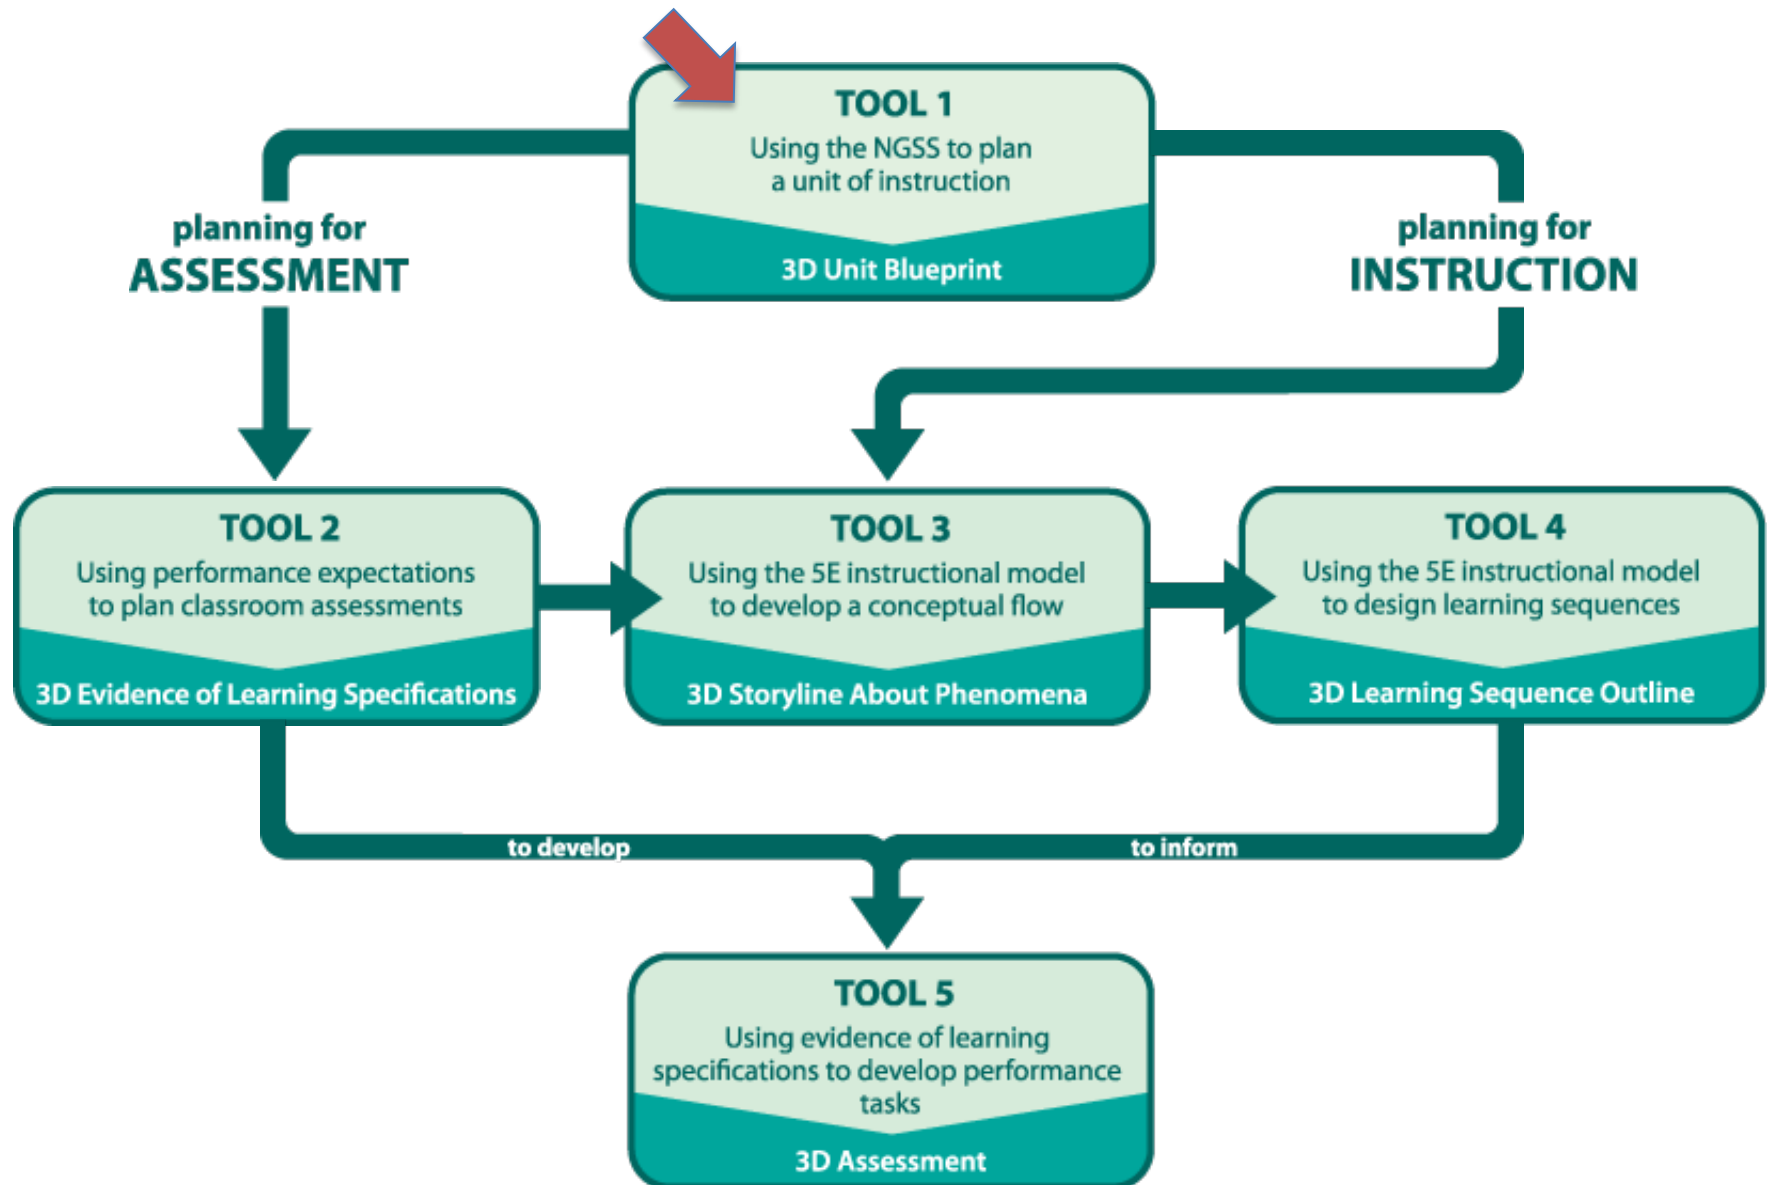 TOOL 1
Using the NGSS to plan
a unit of instruction
3D Unit Blueprint
planning for
ASSESSMENT
planning for
INSTRUCTION
TOOL 2
Using performance expectations
to plan classroom assessments
3D Evidence of Learning Specifications
TOOL 3
Using the 5E instructional model
to develop a conceptual flow
3D Storyline About Phenomena
TOOL 4
Using the 5E instructional model
to design learning sequences
3D Learning Sequence Outline
to develop
to inform
TOOL 5
Using evidence of learning
specifications to develop performance
tasks
3D Assessment